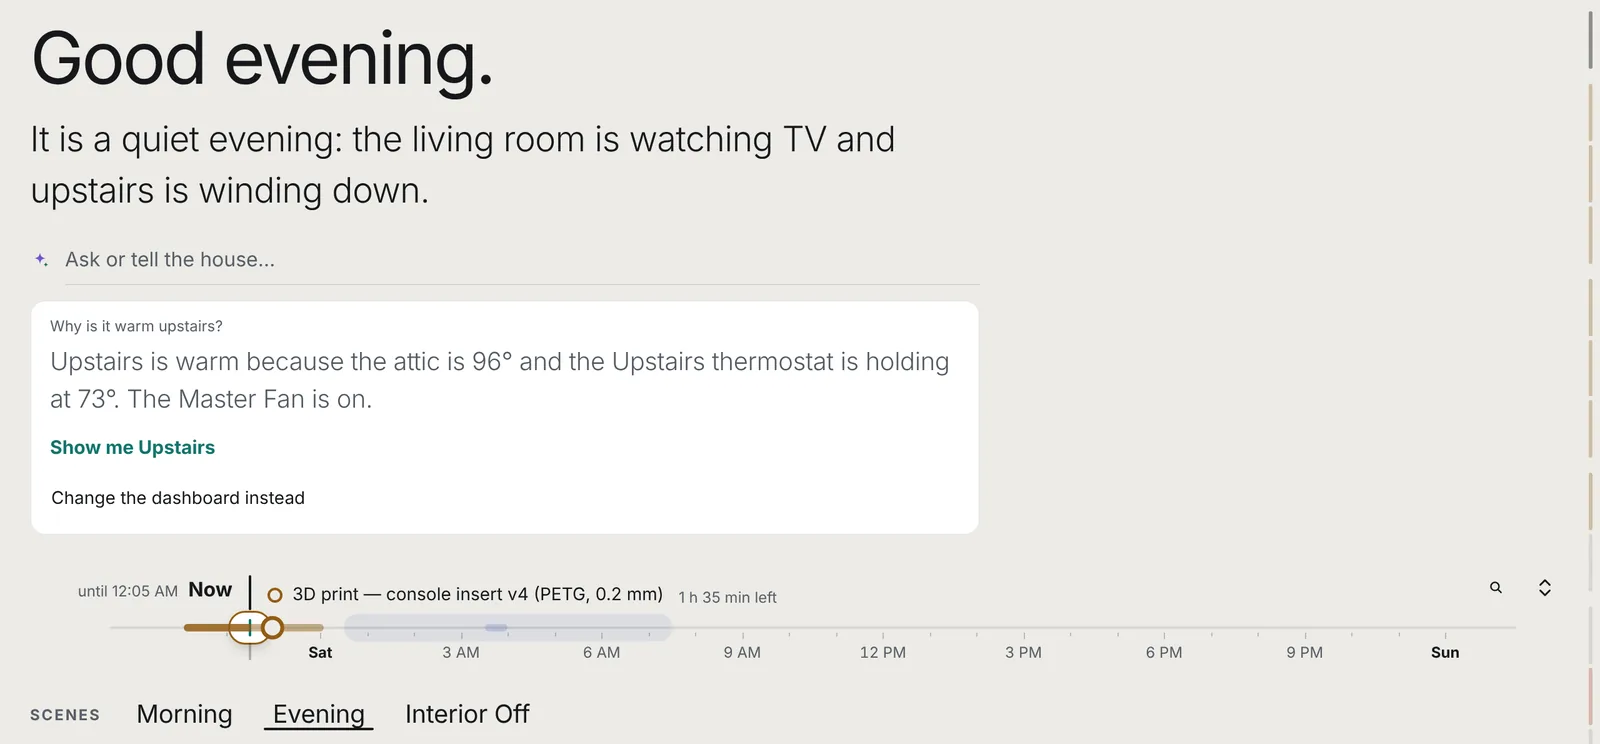 Good evening.
It is a quiet evening: the living room is watching TV and
upstairs is winding down.
Ask or tell the house...
Why is it warm upstairs?
Upstairs is warm because the attic is 96° and the Upstairs thermostat is holding
at 73°. The Master Fan is on.
Show me Upstairs
Change the dashboard instead
until 12:05 AM Now 3D print — console insert v4 (PETG, 0.2 mm) 1 h 35 min left
Sat 3 AM 6 AM 9 AM 12 PM 3 PM 6 PM 9 PM Sun
SCENES Morning Evening Interior Off